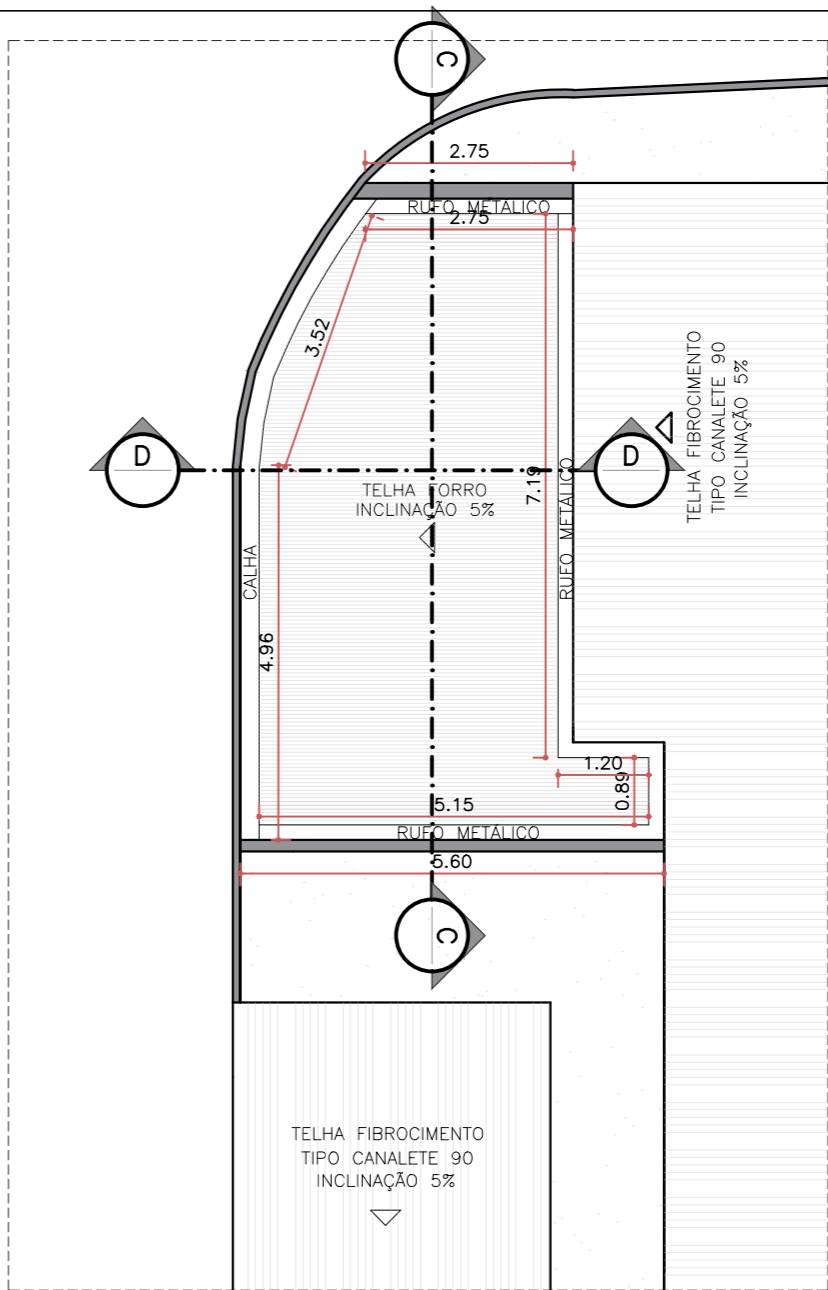 C
2.75
RUFO METÁLICO
2.75
3.52
TELHA FIBROCIMENTO
TIPO CANALETE 90
INCLINAÇÃO 5%
D
D
7.19
TELHA FORRO
INCLINAÇÃO 5%
RUFO METÁLICO
CALHA
4.96
1.20
0.89
5.15
RUFO METÁLICO
5.60
C
TELHA FIBROCIMENTO
TIPO CANALETE 90
INCLINAÇÃO 5%